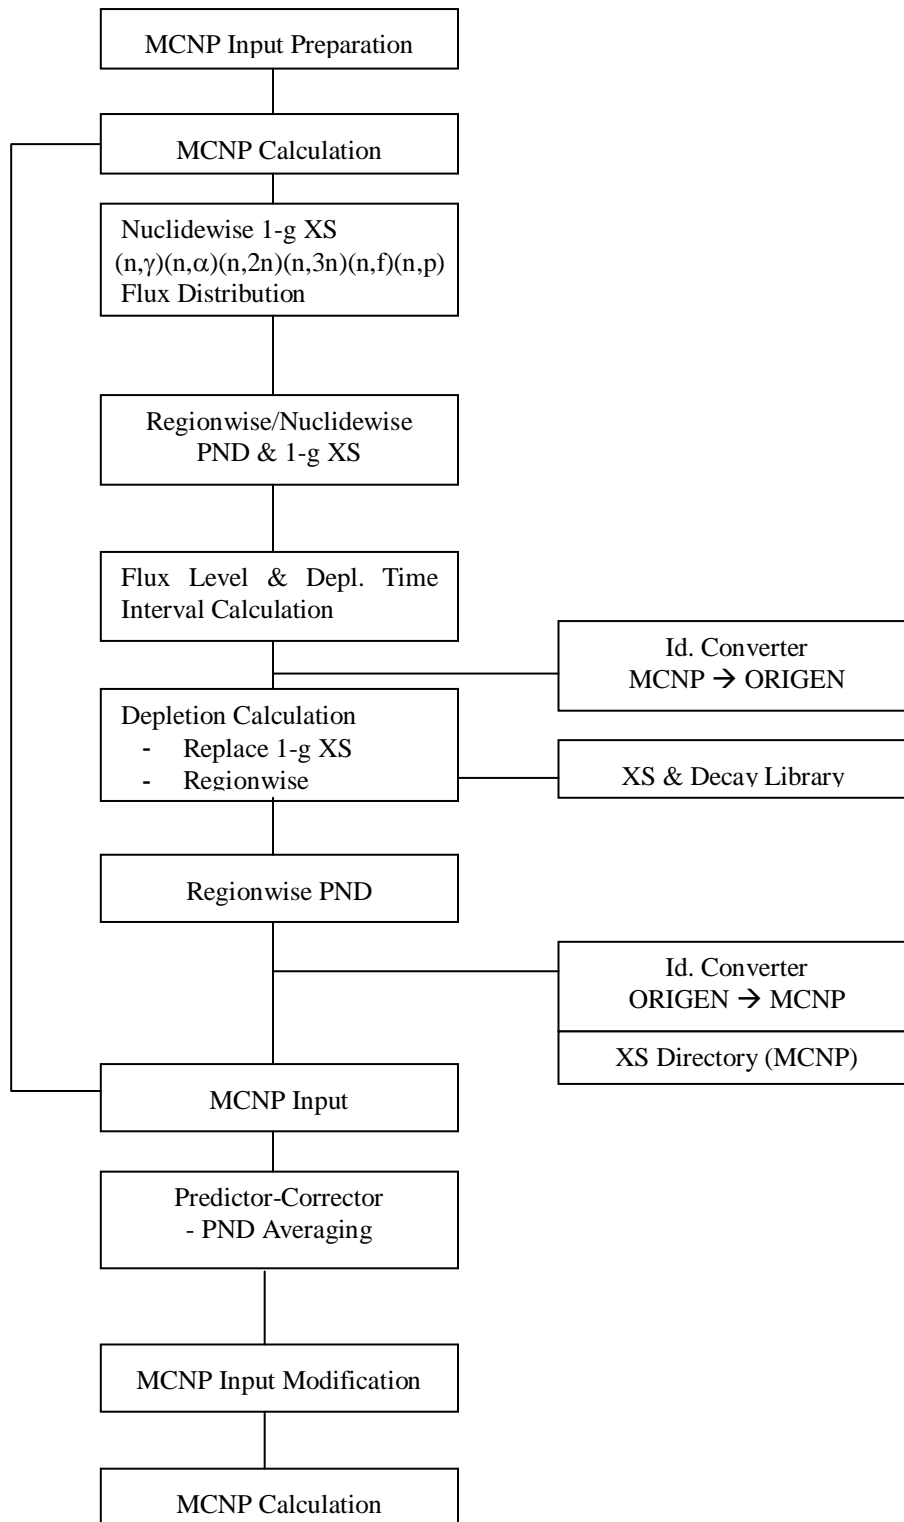 MCNP Input Preparation
MCNP Calculation
Nuclidewise 1-g XS
(n,γ)(n,α)(n,2n)(n,3n)(n,f)(n,p)
Flux Distribution
Regionwise/Nuclidewise
PND & 1-g XS
Flux Level & Depl. Time
Interval Calculation
Id. Converter
MCNP → ORIGEN
Depletion Calculation
- Replace 1-g XS
- Regionwise
XS & Decay Library
Regionwise PND
Id. Converter
ORIGEN → MCNP
XS Directory (MCNP)
MCNP Input
Predictor-Corrector
- PND Averaging
MCNP Input Modification
MCNP Calculation